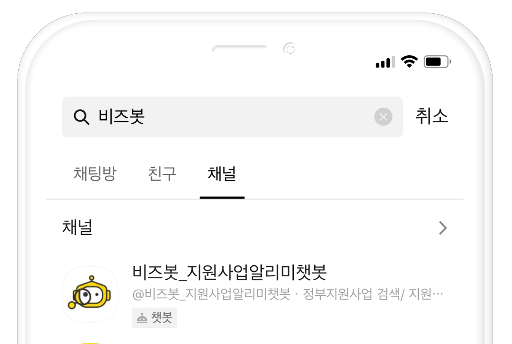 비즈봇 취소
채팅방 친구 채널
채널
비즈봇_지원사업알리미챗봇
@비즈봇_지원사업알리미챗봇 · 정부지원사업 검색/ 지원…
챗봇